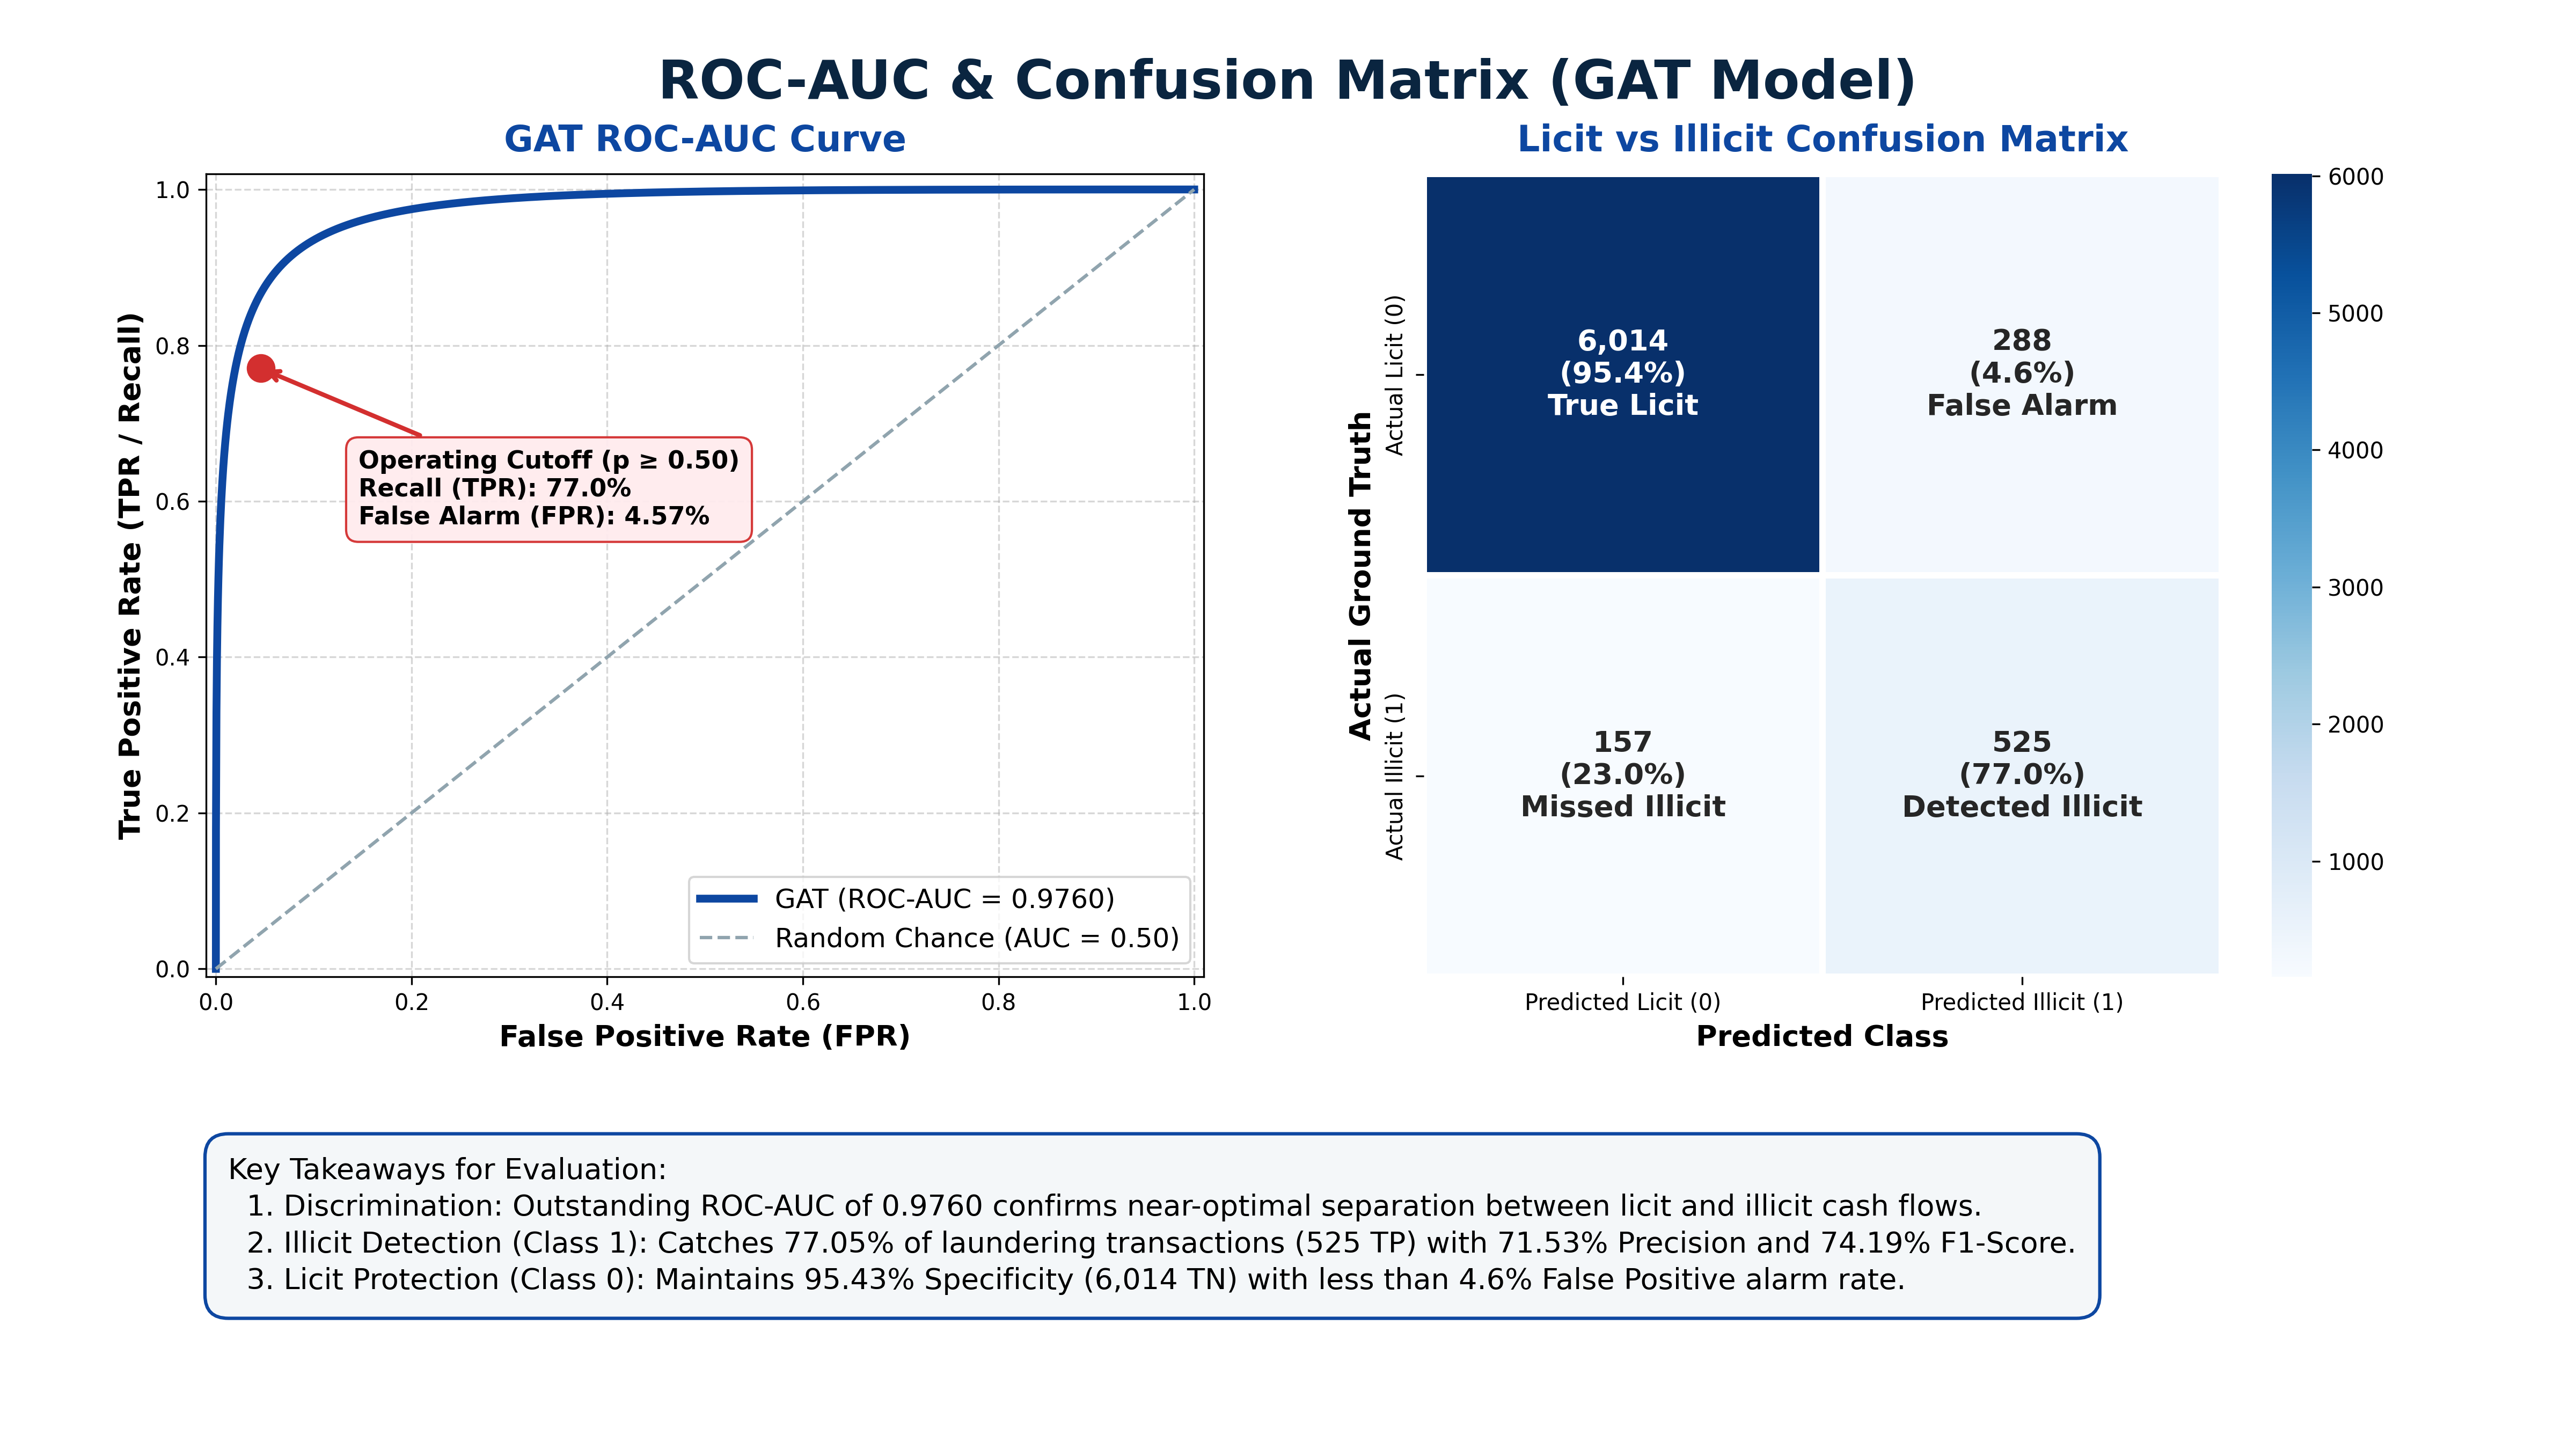 ROC-AUC & Confusion Matrix (GAT Model)
GAT ROC-AUC Curve
True Positive Rate (TPR / Recall)
1.0
0.8
0.6
0.4
0.2
0.0
Operating Cutoff (p ≥ 0.50)
Recall (TPR): 77.0%
False Alarm (FPR): 4.57%
GAT (ROC-AUC = 0.9760)
Random Chance (AUC = 0.50)
0.0 0.2 0.4 0.6 0.8 1.0
False Positive Rate (FPR)
Licit vs Illicit Confusion Matrix
Actual Ground Truth
Actual Licit (0)
Actual Illicit (1)
6,014
(95.4%)
True Licit
288
(4.6%)
False Alarm
157
(23.0%)
Missed Illicit
525
(77.0%)
Detected Illicit
Predicted Licit (0) Predicted Illicit (1)
Predicted Class
6000
5000
4000
3000
2000
1000
Key Takeaways for Evaluation:
1. Discrimination: Outstanding ROC-AUC of 0.9760 confirms near-optimal separation between licit and illicit cash flows.
2. Illicit Detection (Class 1): Catches 77.05% of laundering transactions (525 TP) with 71.53% Precision and 74.19% F1-Score.
3. Licit Protection (Class 0): Maintains 95.43% Specificity (6,014 TN) with less than 4.6% False Positive alarm rate.